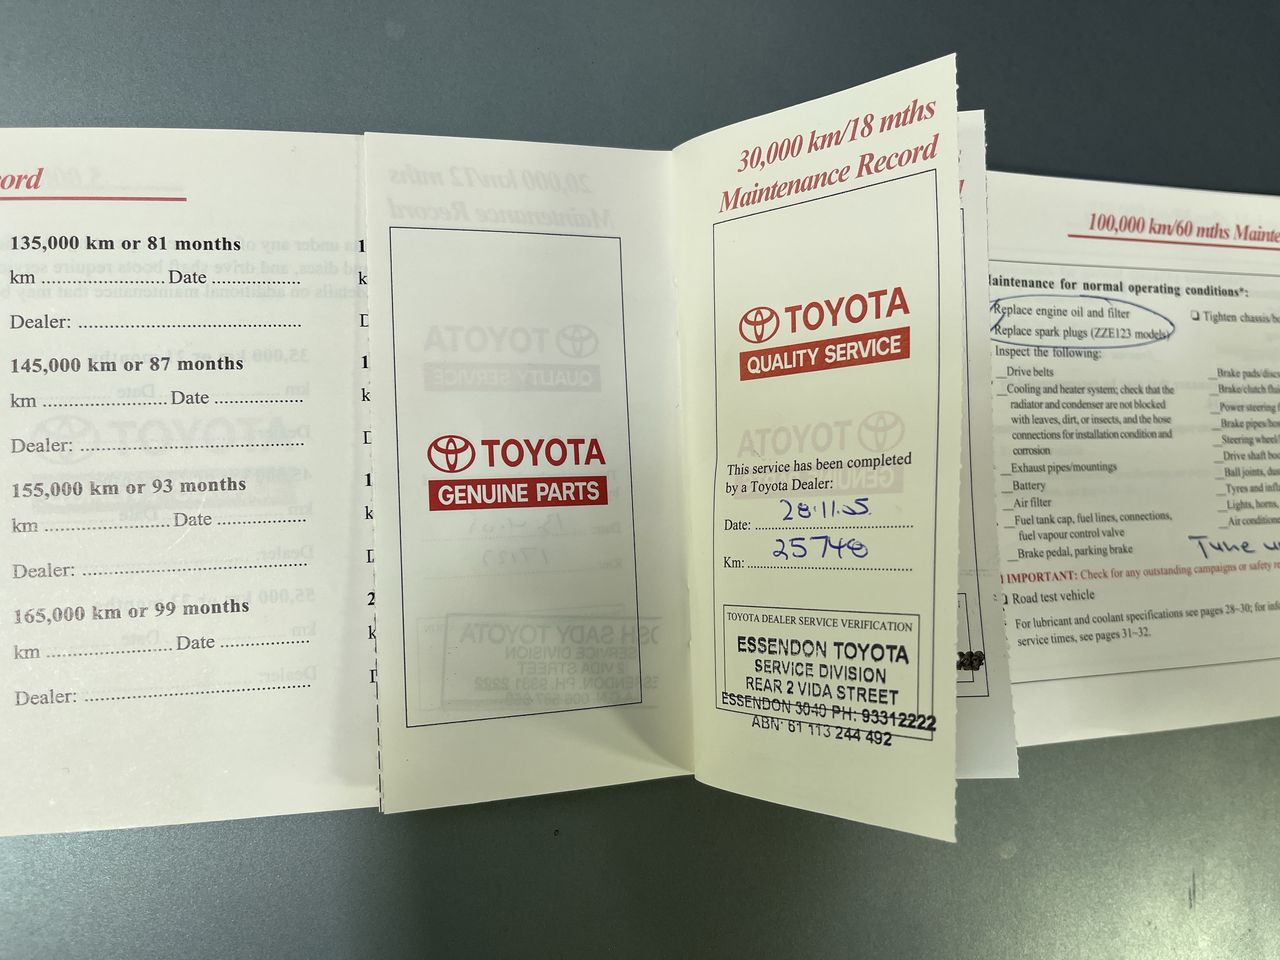 ord
135,000 km or 81 months
km ...................... Date ...................
Dealer: .............................................
145,000 km or 87 months
km ...................... Date ...................
Dealer: .............................................
155,000 km or 93 months
km ...................... Date ...................
Dealer: .............................................
165,000 km or 99 months
km ...................... Date ...................
Dealer: .............................................
TOYOTA
GENUINE PARTS
30,000 km/18 mths
Maintenance Record
TOYOTA
QUALITY SERVICE
This service has been completed
by a Toyota Dealer:
Date: 28.11.05.
Km: 25740
TOYOTA DEALER SERVICE VERIFICATION
ESSENDON TOYOTA
SERVICE DIVISION
REAR 2 VIDA STREET
ESSENDON 3040 PH: 93312222
ABN: 61 113 244 492
100,000 km/60 mths Mainte
aintenance for normal operating conditions*:
Replace engine oil and filter
Replace spark plugs (ZZE123 models)
Inspect the following:
Drive belts
Cooling and heater system; check that the
radiator and condenser are not blocked
with leaves, dirt, or insects, and the hose
connections for installation condition and
corrosion
Exhaust pipes/mountings
Battery
Air filter
Fuel tank cap, fuel lines, connections,
fuel vapour control valve
Brake pedal, parking brake
Tighten chassis/bo
Brake pads/discs
Brake/clutch flui
Power steering f
Brake pipes/hos
Steering wheel
Drive shaft boo
Ball joints, dus
Tyres and infla
Lights, horns,
Air condition
Tune u
IMPORTANT: Check for any outstanding campaigns or safety re
Road test vehicle
For lubricant and coolant specifications see pages 28–30; for inf
service times, see pages 31–32.